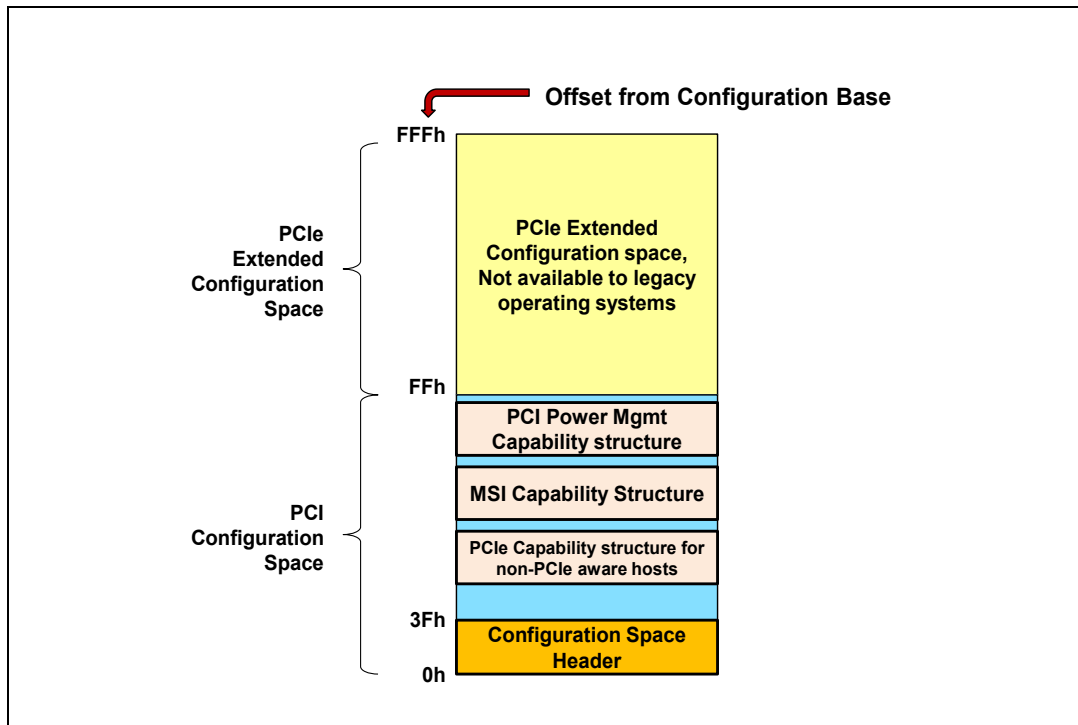 Offset from Configuration Base
FFFh
PCIe
Extended
Configuration
Space
PCIe Extended
Configuration space,
Not available to legacy
operating systems
FFh
PCI Power Mgmt
Capability structure
MSI Capability Structure
PCI
Configuration
Space
PCIe Capability structure for
non-PCIe aware hosts
3Fh
Configuration Space
Header
0h